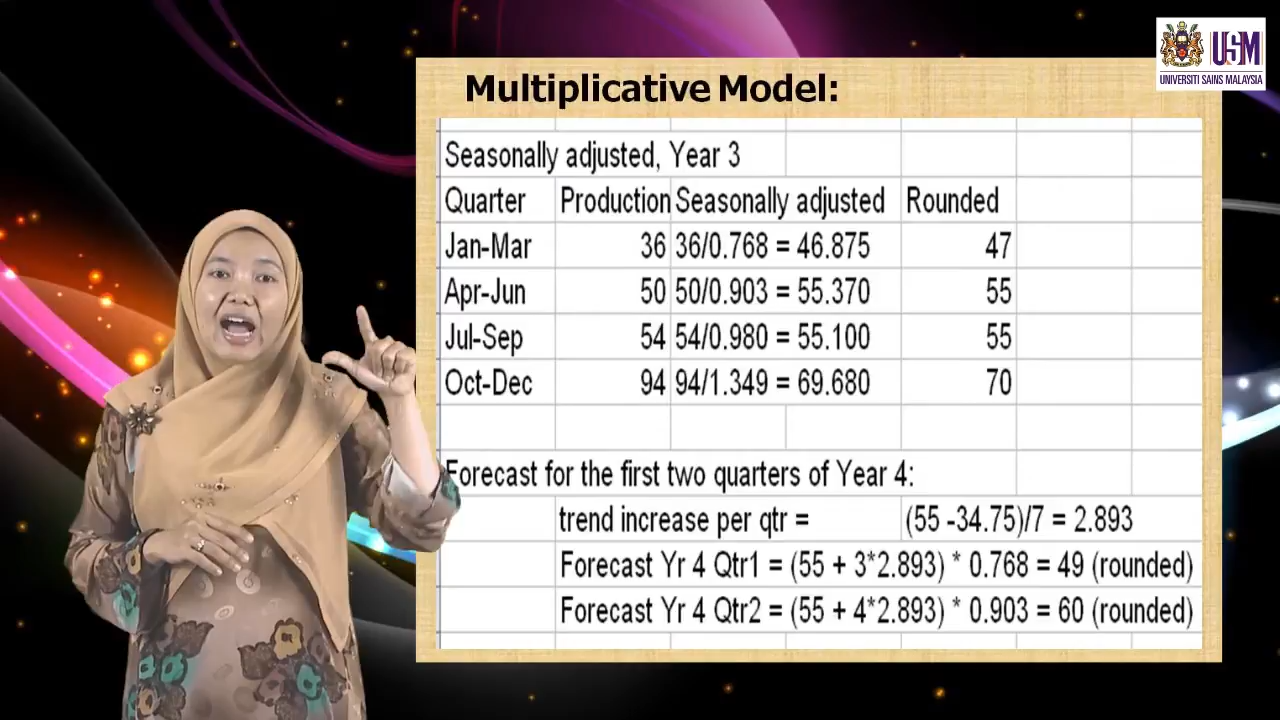 USM
UNIVERSITI SAINS MALAYSIA
Multiplicative Model:
Seasonally adjusted, Year 3
Quarter Production Seasonally adjusted Rounded
Jan-Mar 36 36/0.768 = 46.875 47
Apr-Jun 50 50/0.903 = 55.370 55
Jul-Sep 54 54/0.980 = 55.100 55
Oct-Dec 94 94/1.349 = 69.680 70
Forecast for the first two quarters of Year 4:
trend increase per qtr = (55 -34.75)/7 = 2.893
Forecast Yr 4 Qtr1 = (55 + 3*2.893) * 0.768 = 49 (rounded)
Forecast Yr 4 Qtr2 = (55 + 4*2.893) * 0.903 = 60 (rounded)